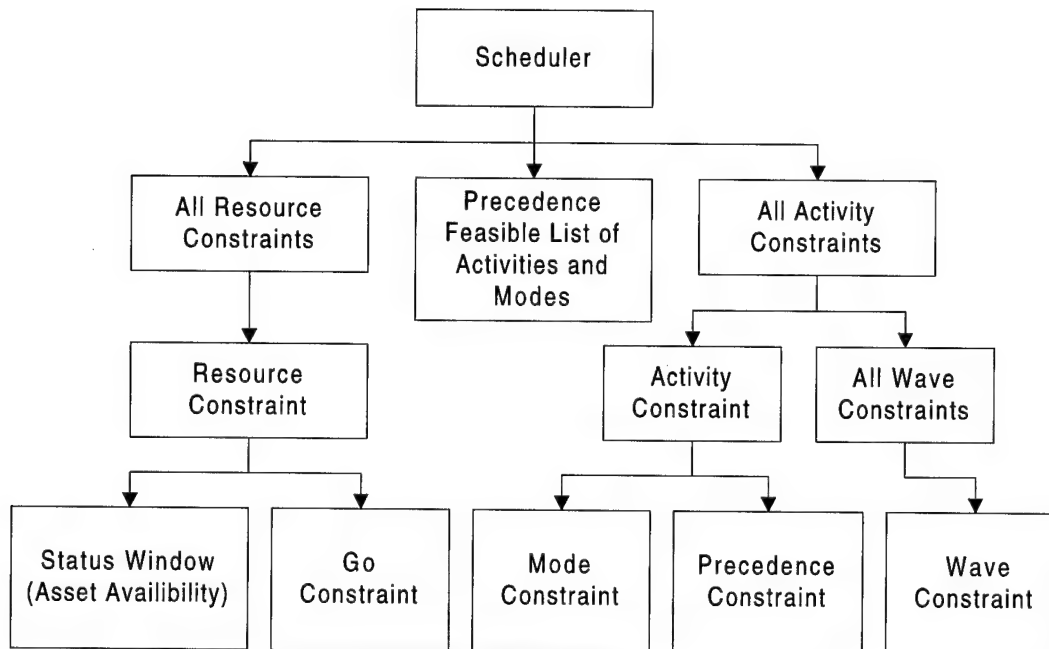 Scheduler
All Resource
Constraints
Precedence
Feasible List of
Activities and
Modes
All Activity
Constraints
Resource
Constraint
Activity
Constraint
All Wave
Constraints
Status Window
(Asset Availibility)
Go
Constraint
Mode
Constraint
Precedence
Constraint
Wave
Constraint